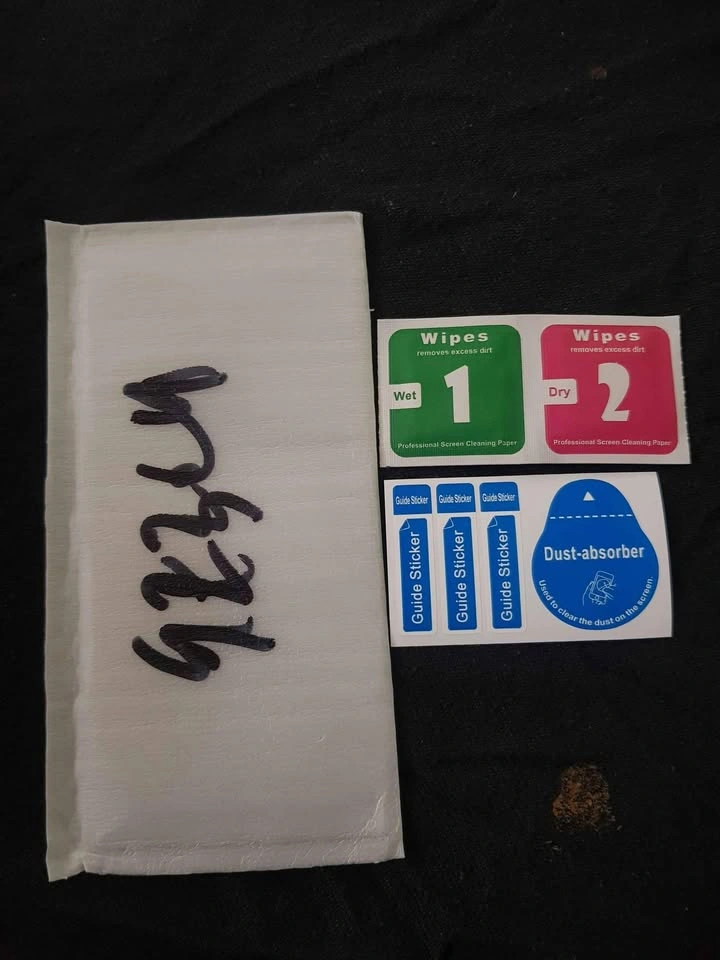 Wipes
removes excess dirt
Wet
1
Professional Screen Cleaning Paper
Wipes
removes excess dirt
Dry
2
Professional Screen Cleaning Paper
Guide Sticker
Guide Sticker
Guide Sticker
Guide Sticker
Guide Sticker
Guide Sticker
Dust-absorber
Used to clear the dust on the screen.